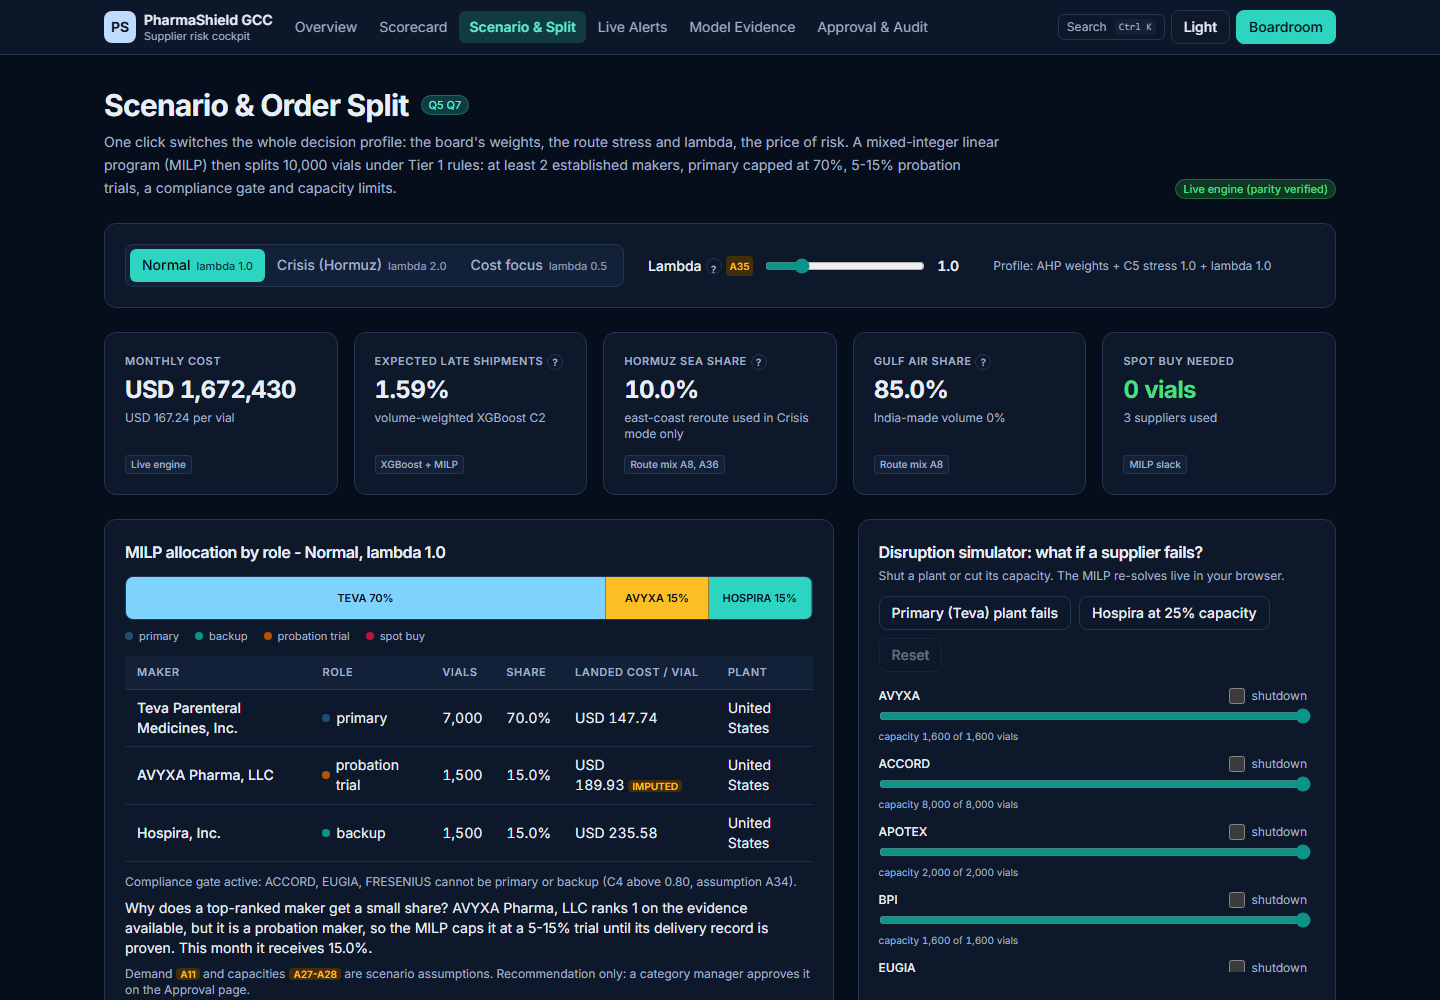 PS
PharmaShield GCC
Supplier risk cockpit
Overview
Scorecard
Scenario & Split
Live Alerts
Model Evidence
Approval & Audit
Search Ctrl K
Light
Boardroom
Scenario & Order Split
Q5 Q7
One click switches the whole decision profile: the board's weights, the route stress and lambda, the price of risk. A mixed-integer linear
program (MILP) then splits 10,000 vials under Tier 1 rules: at least 2 established makers, primary capped at 70%, 5-15% probation
trials, a compliance gate and capacity limits.
Live engine (parity verified)
Normal lambda 1.0
Crisis (Hormuz) lambda 2.0
Cost focus lambda 0.5
Lambda ? A35
1.0
Profile: AHP weights + C5 stress 1.0 + lambda 1.0
MONTHLY COST
USD 1,672,430
USD 167.24 per vial
Live engine
EXPECTED LATE SHIPMENTS ?
1.59%
volume-weighted XGBoost C2
XGBoost + MILP
HORMUZ SEA SHARE ?
10.0%
east-coast reroute used in Crisis
mode only
Route mix A8, A36
GULF AIR SHARE ?
85.0%
India-made volume 0%
Route mix A8
SPOT BUY NEEDED
0 vials
3 suppliers used
MILP slack
MILP allocation by role - Normal, lambda 1.0
TEVA 70%
AVYXA 15%
HOSPIRA 15%
primary
backup
probation trial
spot buy
MAKER ROLE VIALS SHARE LANDED COST / VIAL PLANT
Teva Parenteral
Medicines, Inc.
primary
7,000
70.0%
USD 147.74
United
States
AVYXA Pharma, LLC
probation
trial
1,500
15.0%
USD
189.93 IMPUTED
United
States
Hospira, Inc.
backup
1,500
15.0%
USD 235.58
United
States
Compliance gate active: ACCORD, EUGIA, FRESENIUS cannot be primary or backup (C4 above 0.80, assumption A34).
Why does a top-ranked maker get a small share? AVYXA Pharma, LLC ranks 1 on the evidence
available, but it is a probation maker, so the MILP caps it at a 5-15% trial until its delivery record is
proven. This month it receives 15.0%.
Demand A11 and capacities A27-A28 are scenario assumptions. Recommendation only: a category manager approves it
on the Approval page.
Disruption simulator: what if a supplier fails?
Shut a plant or cut its capacity. The MILP re-solves live in your browser.
Primary (Teva) plant fails
Hospira at 25% capacity
Reset
AVYXA shutdown
capacity 1,600 of 1,600 vials
ACCORD shutdown
capacity 8,000 of 8,000 vials
APOTEX shutdown
capacity 2,000 of 2,000 vials
BPI shutdown
capacity 1,600 of 1,600 vials
EUGIA shutdown